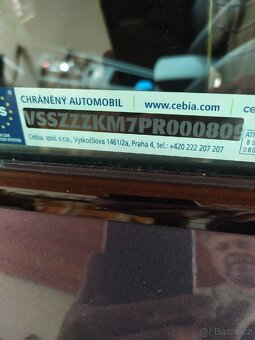 CHRÁNĚNÝ AUTOMOBIL www.cebia.com
VSSZZZKM7PR000809
Cebia, spol. s r.o., Vyskočilova 1461/2a, Praha 4, tel.: +420 222 207 207